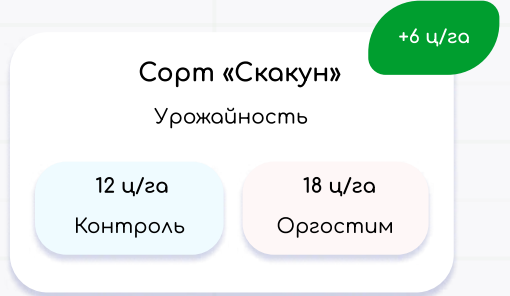 +6 ц/га
Сорт «Скакун»
Урожайность
12 ц/га
Контроль
18 ц/га
Оргостим